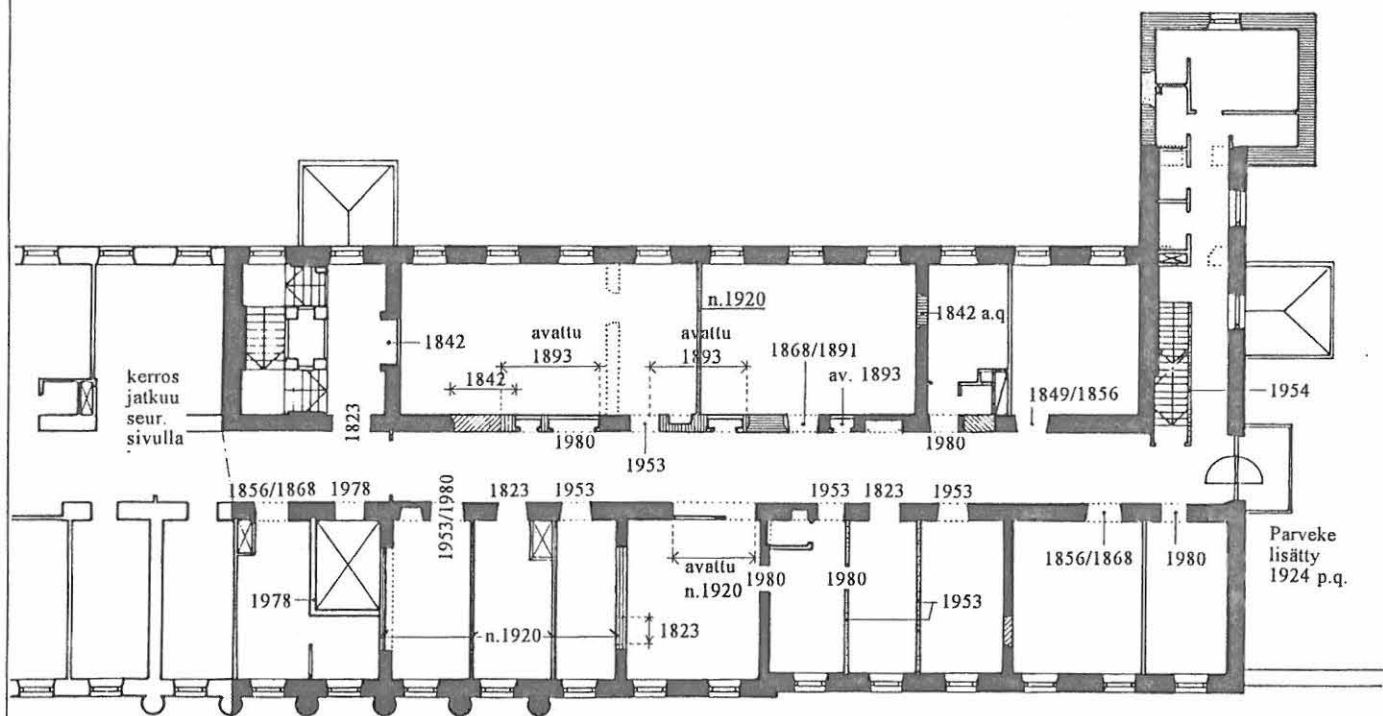 n.1920
1842 a.q
1842
avattu
1893
avattu
1893
1868/1891
av. 1893
1842
kerros
jatkuu
seur.
sivulla
1849/1856
1954
1823
1980
1953
1980
1856/1868
1978
1953/1980
1823
1953
1953
1823
1953
Parveke
lisätty
1924 p.q.
avattu
n.1920
1980
1980
1856/1868
1980
1978
1953
n.1920
1823